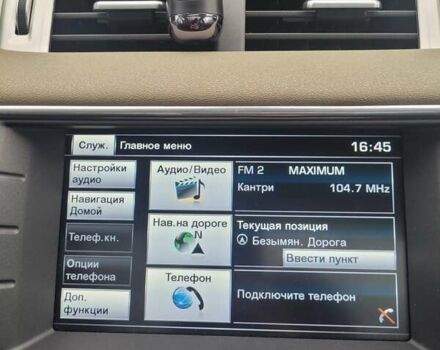 Служ.
Главное меню
16:45
Настройки
аудио
Навигация
Домой
Телеф.кн.
Опции
телефона
Доп.
функции
Аудио/Видео
Нав.на дороге
N
Телефон
FM 2 MAXIMUM
Кантри 104.7 MHz
Текущая позиция
Безымян. Дорога
Ввести пункт
Подключите телефон